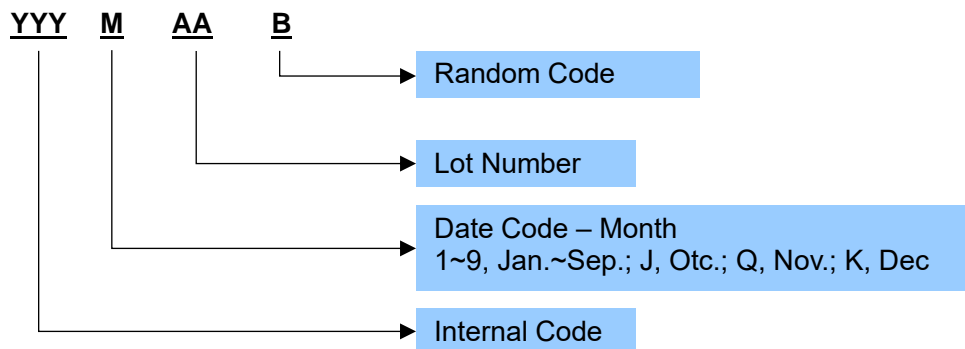 YYY M AA B
Random Code
Lot Number
Date Code – Month
1~9, Jan.~Sep.; J, Otc.; Q, Nov.; K, Dec
Internal Code